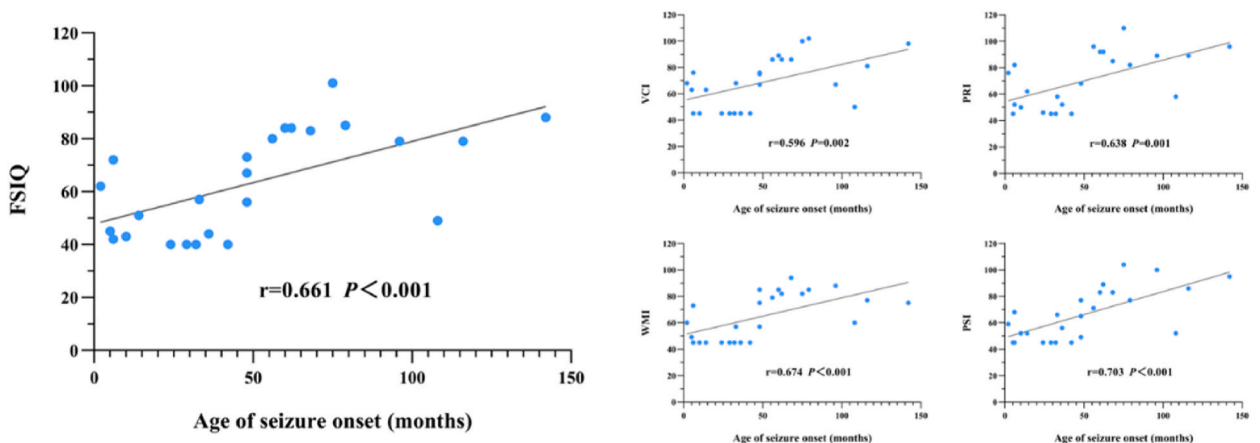 120
100
80
60
40
20
0
FSIQ
r=0.661 P<0.001
0 50 100 150
Age of seizure onset (months)
120
100
80
60
40
20
0
VCI
r=0.596 P=0.002
0 50 100 150
Age of seizure onset (months)
120
100
80
60
40
20
0
PRI
r=0.638 P=0.001
0 50 100 150
Age of seizure onset (months)
120
100
80
60
40
20
0
WMI
r=0.674 P<0.001
0 50 100 150
Age of seizure onset (months)
120
100
80
60
40
20
0
PSI
r=0.703 P<0.001
0 50 100 150
Age of seizure onset (months)